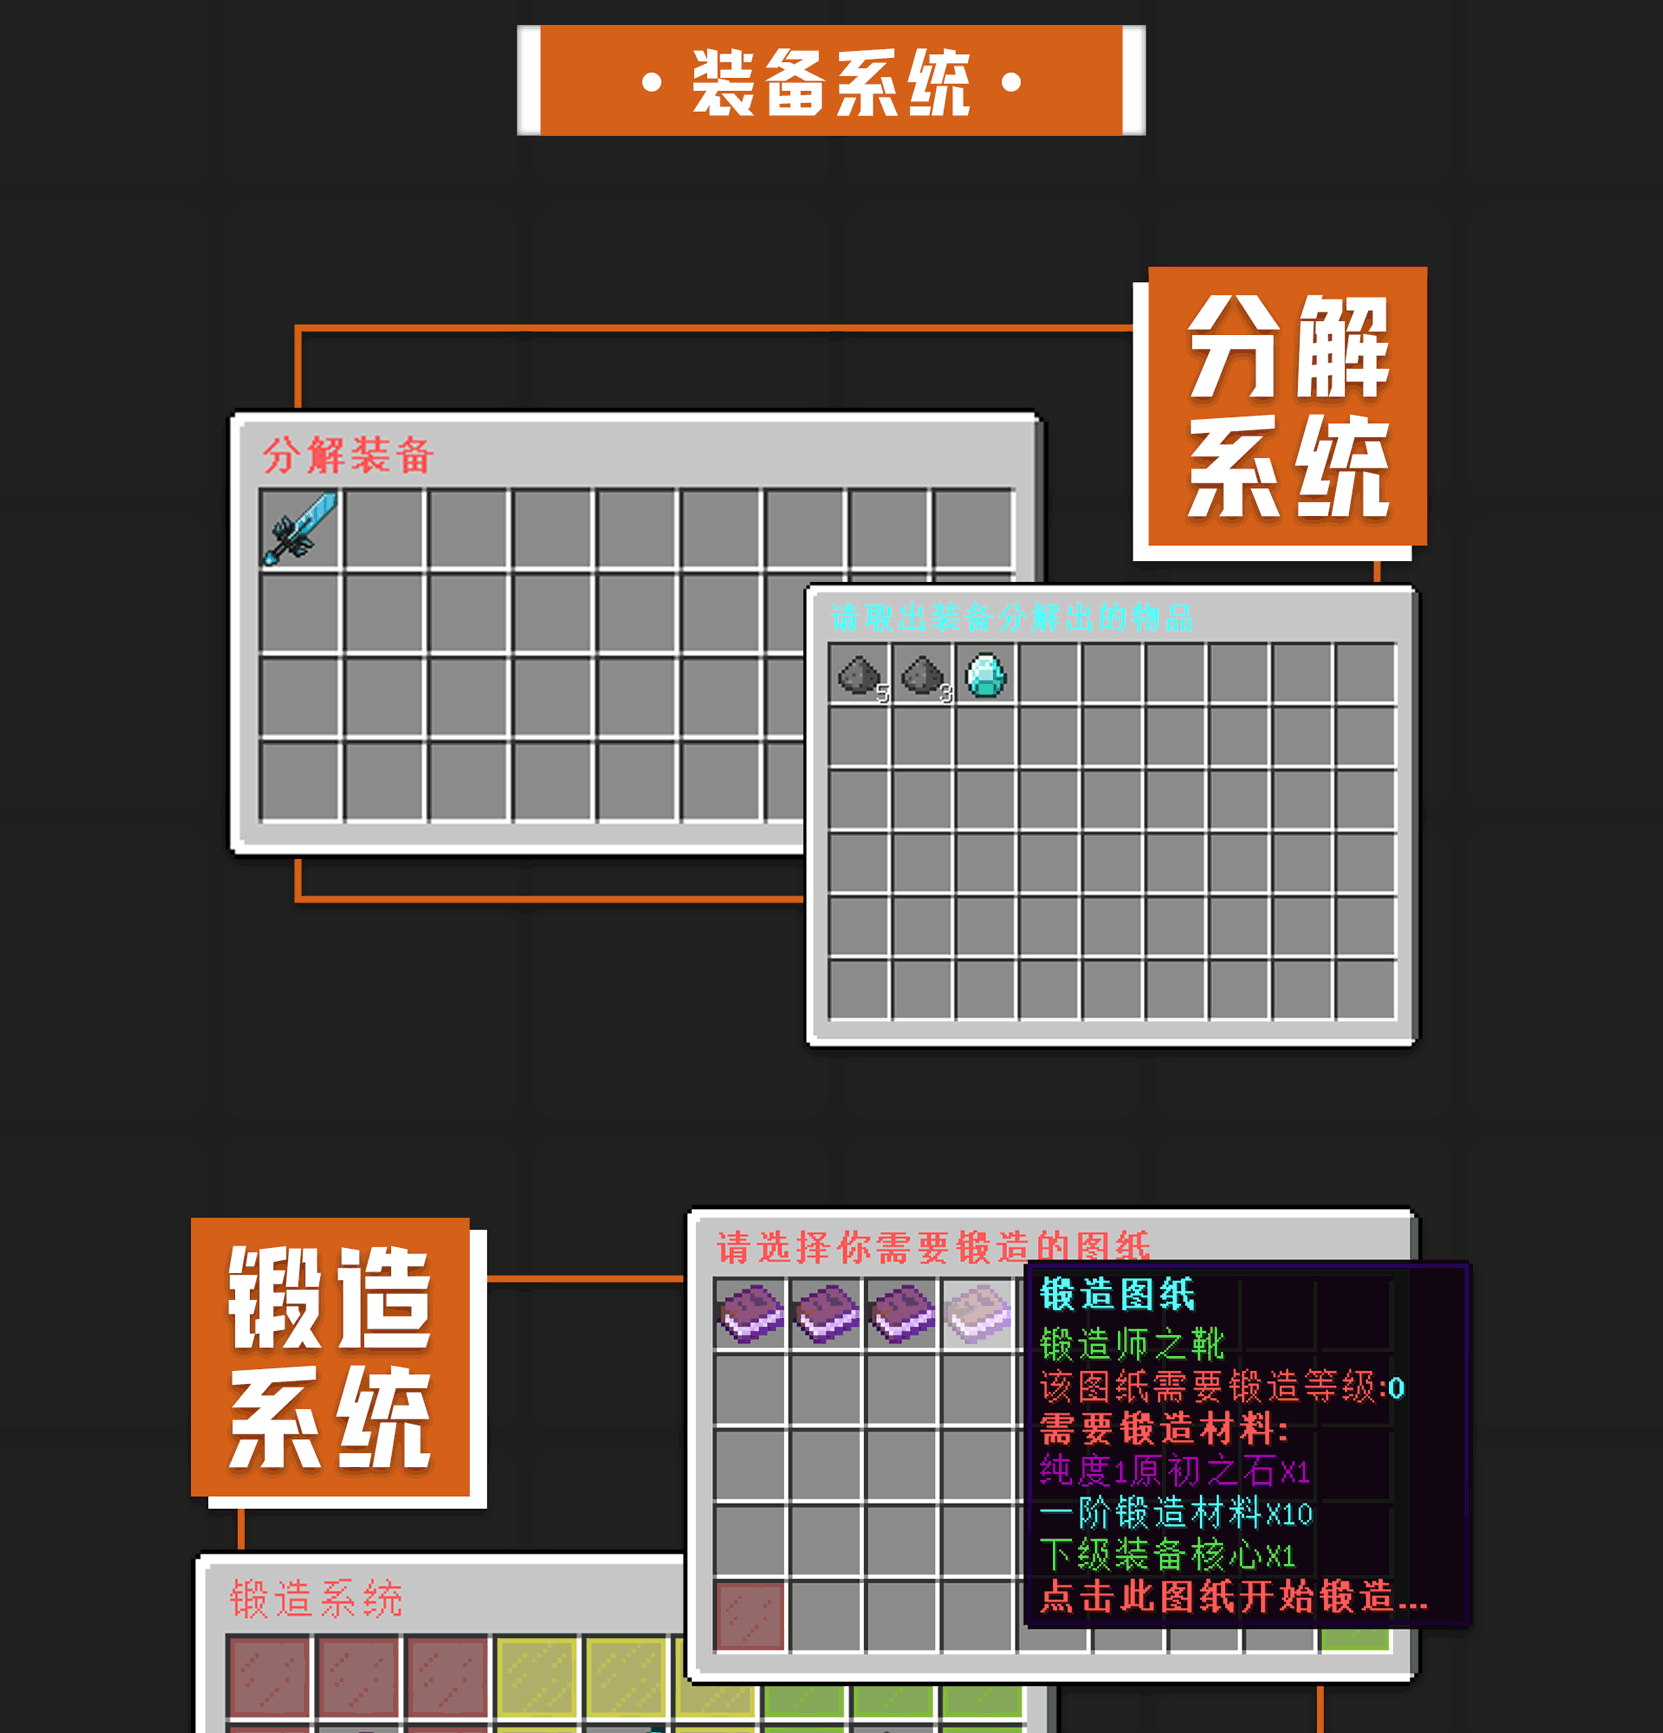 · 装备系统 ·
分解
系统
分解装备
请取出装备分解出的物品
5
3
锻造
系统
请选择你需要锻造的图纸
锻造图纸
锻造师之靴
该图纸需要锻造等级:0
需要锻造材料:
纯度1原初之石X1
一阶锻造材料X10
下级装备核心X1
点击此图纸开始锻造...
锻造系统